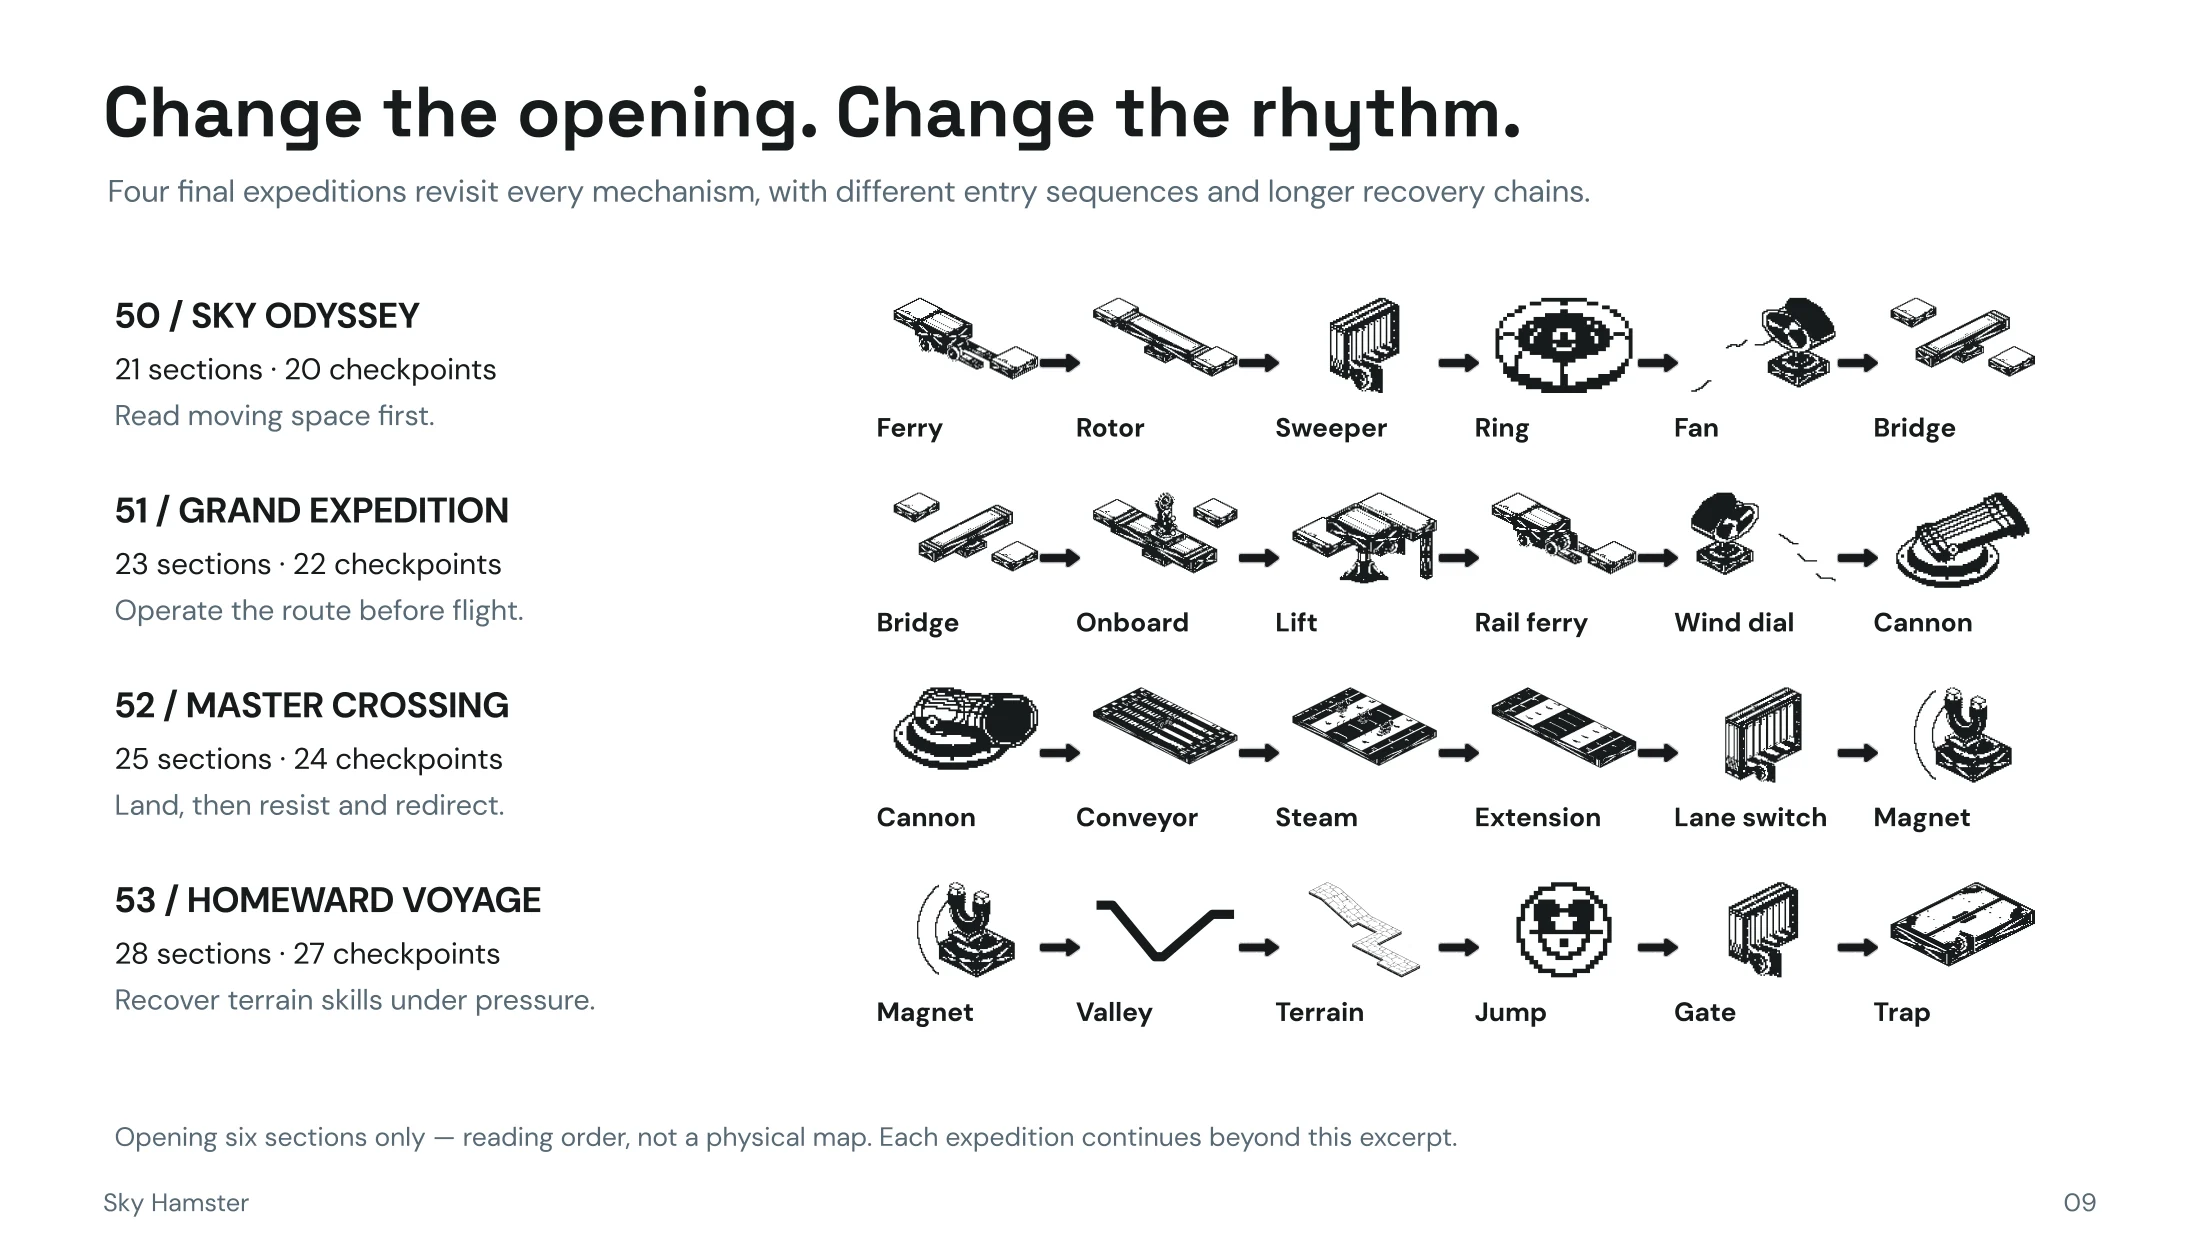 Change the opening. Change the rhythm.
Four final expeditions revisit every mechanism, with different entry sequences and longer recovery chains.
50 / SKY ODYSSEY
21 sections · 20 checkpoints
Read moving space first.
Ferry
Rotor
Sweeper
Ring
Fan
Bridge
51 / GRAND EXPEDITION
23 sections · 22 checkpoints
Operate the route before flight.
Bridge
Onboard
Lift
Rail ferry
Wind dial
Cannon
52 / MASTER CROSSING
25 sections · 24 checkpoints
Land, then resist and redirect.
Cannon
Conveyor
Steam
Extension
Lane switch
Magnet
53 / HOMEWARD VOYAGE
28 sections · 27 checkpoints
Recover terrain skills under pressure.
Magnet
Valley
Terrain
Jump
Gate
Trap
Opening six sections only — reading order, not a physical map. Each expedition continues beyond this excerpt.
Sky Hamster
09